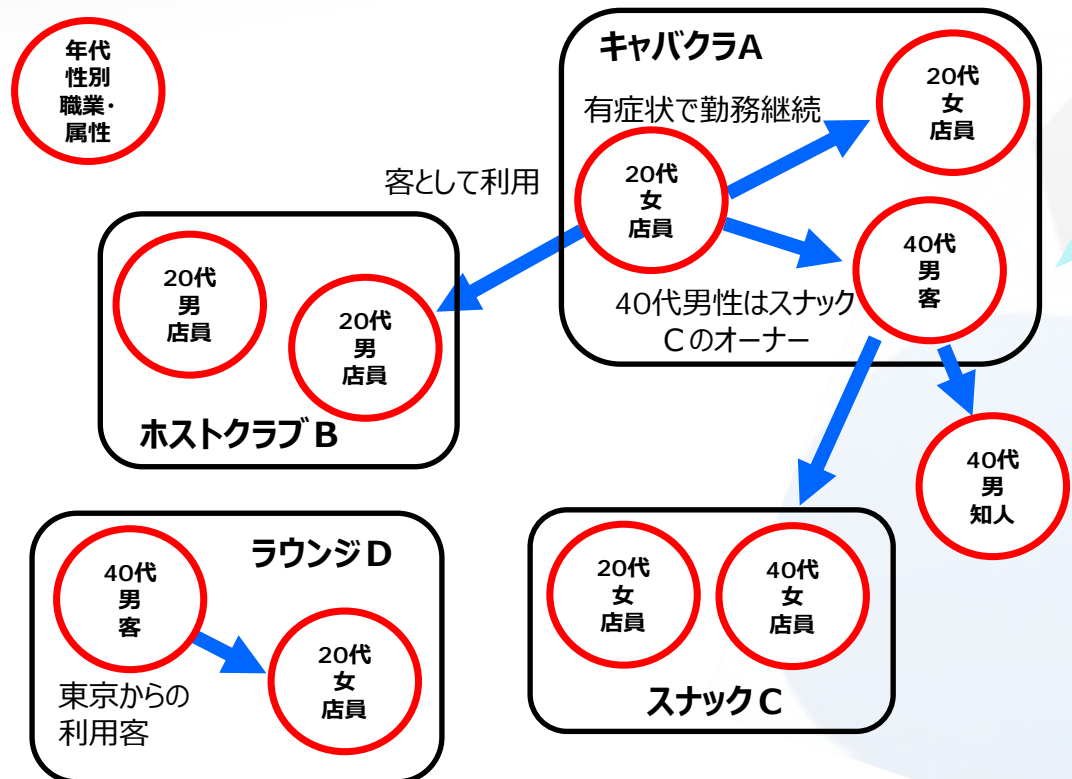 年代
性別
職業・
属性
キャバクラA
有症状で勤務継続
20代
女
店員
20代
女
店員
40代
男
客
40代男性はスナック
Cのオーナー
客として利用
20代
男
店員
20代
男
店員
ホストクラブB
40代
男
知人
ラウンジD
40代
男
客
20代
女
店員
東京からの
利用客
20代
女
店員
40代
女
店員
スナックC